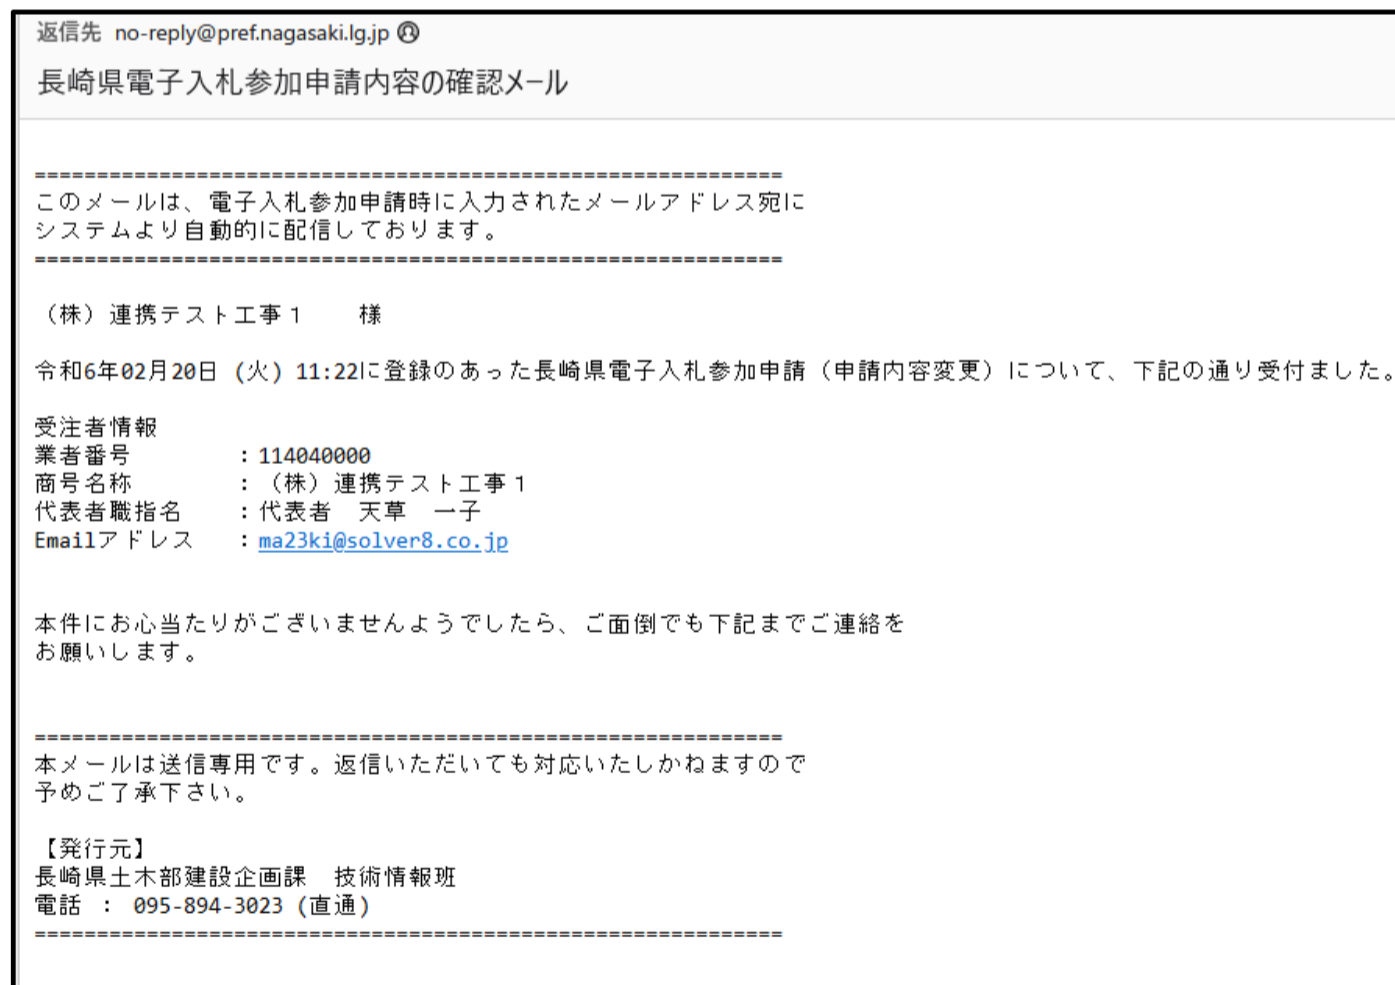 返信先 no-reply@pref.nagasaki.lg.jp
長崎県電子入札参加申請内容の確認メール
============================================================
このメールは、電子入札参加申請時に入力されたメールアドレス宛に
システムより自動的に配信しております。
============================================================
（株）連携テスト工事１　　様
令和6年02月20日 (火) 11:22に登録のあった長崎県電子入札参加申請（申請内容変更）について、下記の通り受付ました。
受注者情報
業者番号　　　　：114040000
商号名称　　　　：（株）連携テスト工事１
代表者職指名　　：代表者　天草　一子
Emailアドレス　　：ma23ki@solver8.co.jp
本件にお心当たりがございませんようでしたら、ご面倒でも下記までご連絡を
お願いします。
============================================================
本メールは送信専用です。返信いただいても対応いたしかねますので
予めご了承下さい。
【発行元】
長崎県土木部建設企画課　技術情報班
電話 ： 095-894-3023 (直通)
============================================================